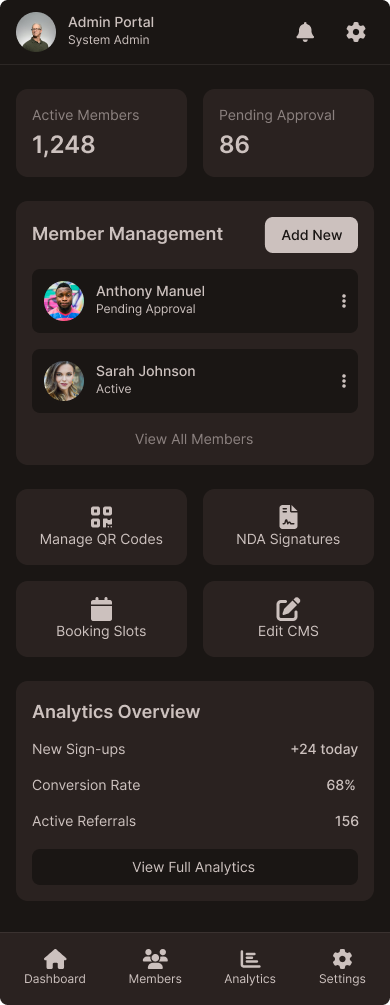 Admin Portal
System Admin
Active Members
1,248
Pending Approval
86
Member Management
Add New
Anthony Manuel
Pending Approval
Sarah Johnson
Active
View All Members
Manage QR Codes
NDA Signatures
Booking Slots
Edit CMS
Analytics Overview
New Sign-ups +24 today
Conversion Rate 68%
Active Referrals 156
View Full Analytics
Dashboard Members Analytics Settings